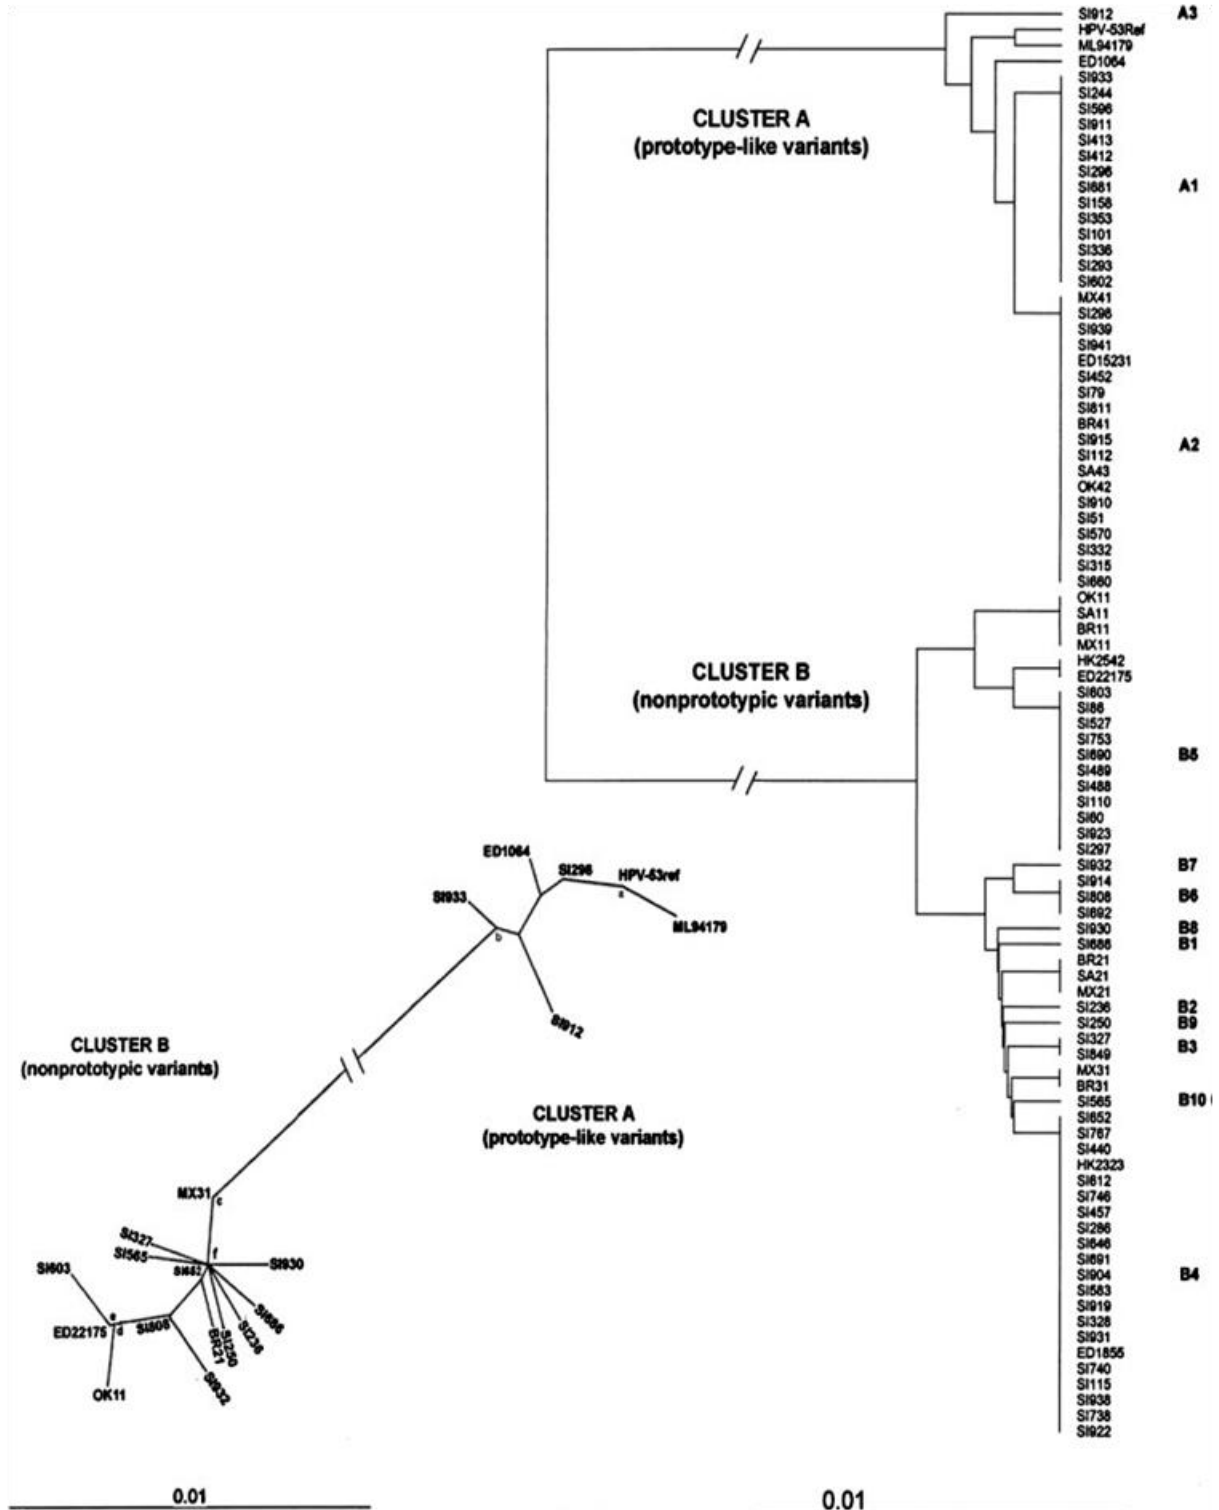 SI912 A3
HPV-53Ref
ML94179
ED1064
SI933
SI244
SI596
SI911
SI413
SI412
SI296
SI681 A1
SI158
SI353
SI101
SI336
SI293
SI602
MX41
SI298
SI939
SI941
ED15231
SI452
SI79
SI811
BR41
SI915
SI112 A2
SA43
OK42
SI910
SI51
SI570
SI332
SI315
SI660
OK11
SA11
BR11
MX11
HK2542
ED22175
SI603
SI86
SI527
SI753
SI690 B5
SI489
SI488
SI110
SI60
SI923
SI297
SI932 B7
SI914
SI808 B6
SI692
SI930 B8
SI686 B1
BR21
SA21
MX21
SI236 B2
SI250 B9
SI327
SI849 B3
MX31
BR31
SI565 B10
SI652
SI767
SI440
HK2323
SI612
SI746
SI457
SI286
SI646
SI691
SI904 B4
SI583
SI919
SI328
SI931
ED1855
SI740
SI115
SI938
SI738
SI922
CLUSTER A
(prototype-like variants)
CLUSTER B
(nonprototypic variants)
0.01
ED1064
SI296
HPV-53ref
a
ML94179
SI933
b
SI912
CLUSTER B
(nonprototypic variants)
CLUSTER A
(prototype-like variants)
MX31
c
SI327
SI565
f
SI930
SI652
SI603
SI686
SI236
SI250
BR21
SI932
SI808
e
d
ED22175
OK11
0.01